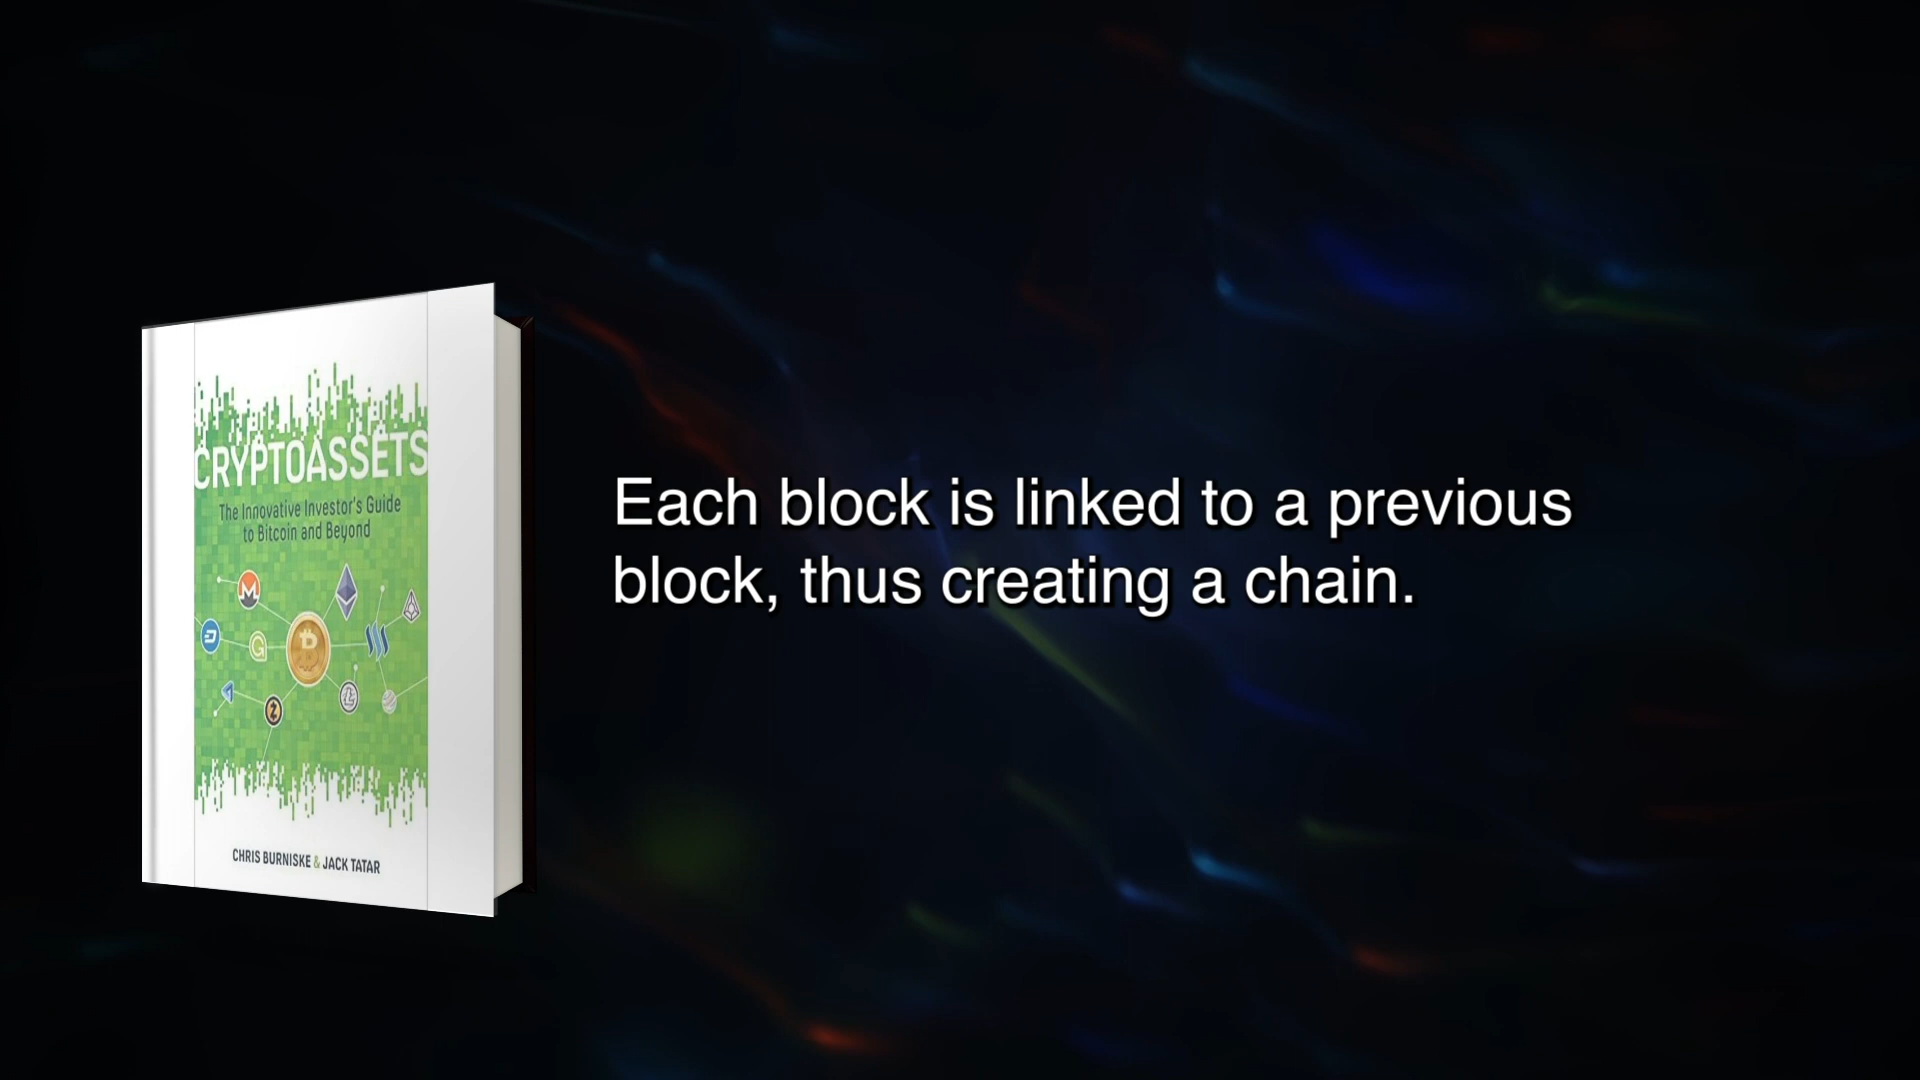 CRYPTOASSETS
The Innovative Investor's Guide
to Bitcoin and Beyond
CHRIS BURNISKE & JACK TATAR
Each block is linked to a previous
block, thus creating a chain.